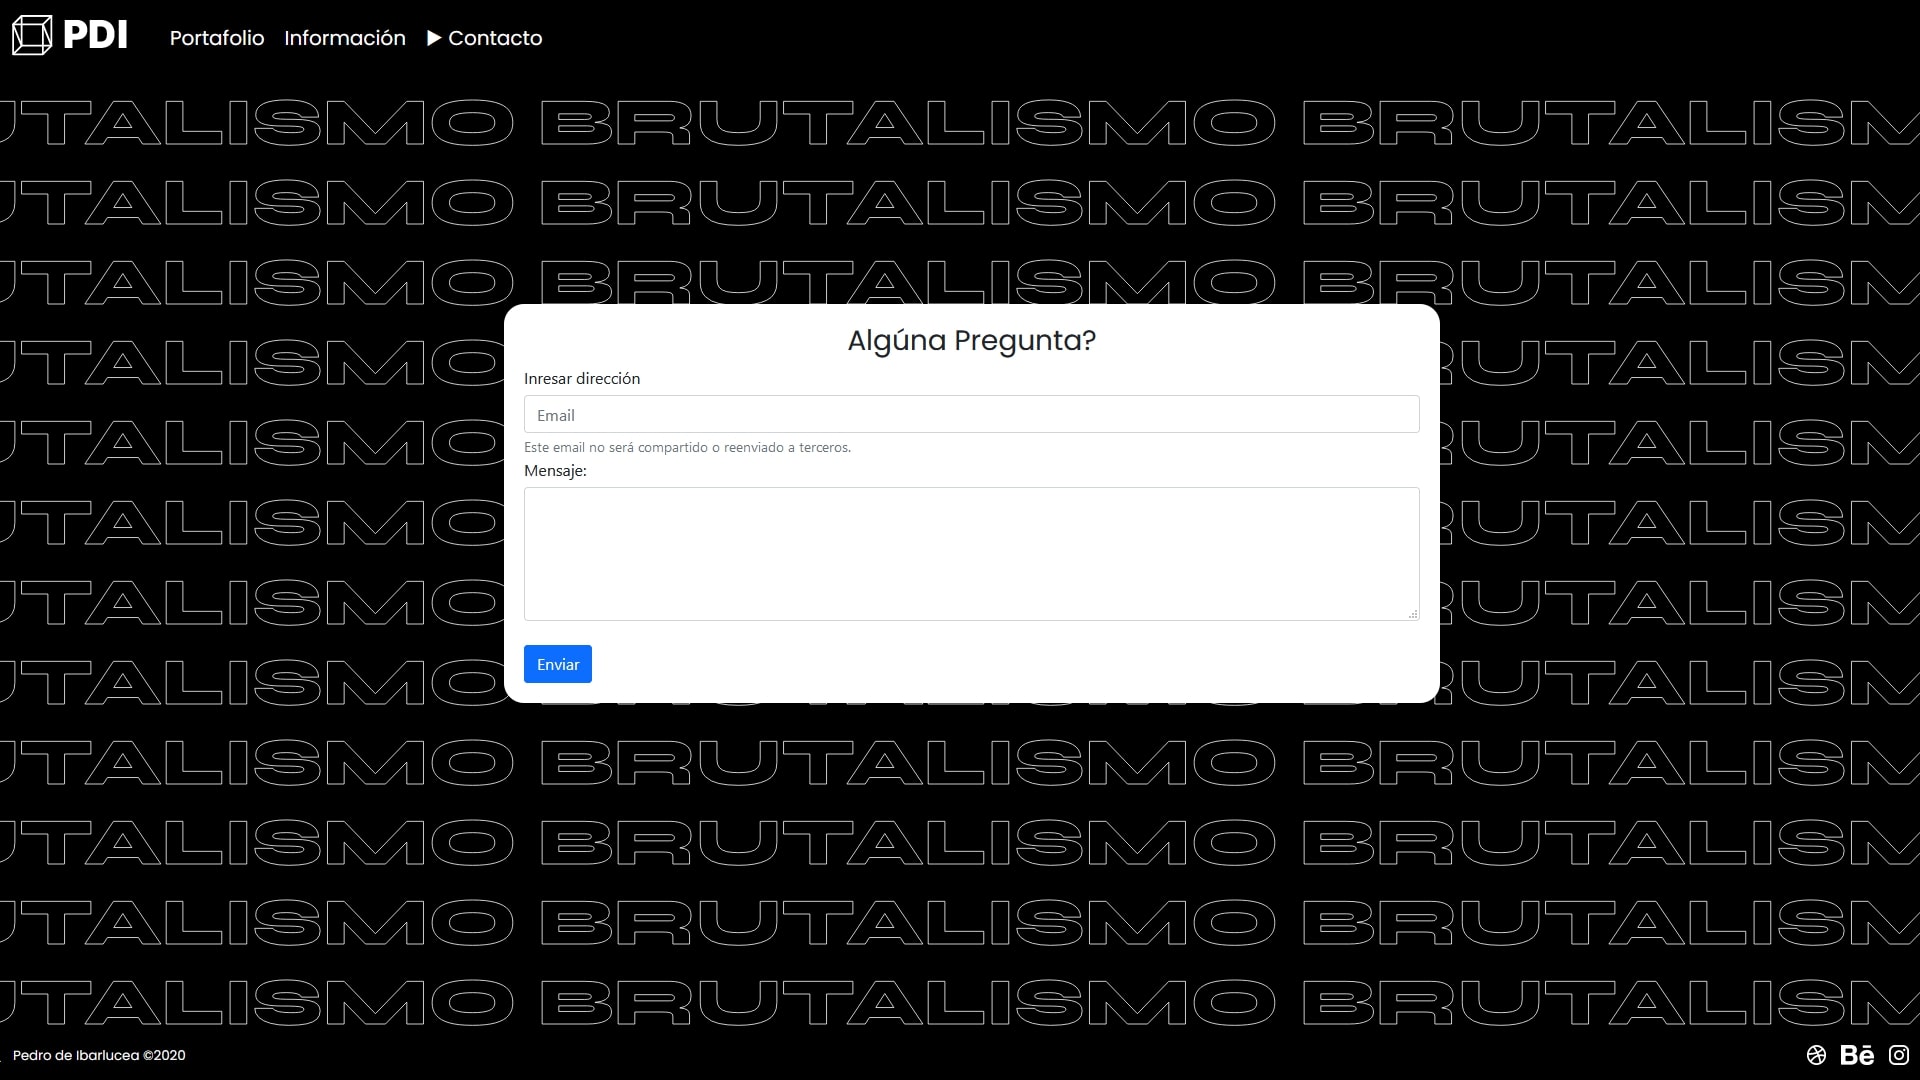 PDI Portafolio Información ▶ Contacto
UTALISMO BRUTALISMO BRUTALISM
UTALISMO BRUTALISMO BRUTALISM
UTALISMO BRUTALISMO BRUTALISM
Algúna Pregunta?
UTALISMO RUTALISM
Inresar dirección
Email
UTALISMO RUTALISM
Este email no será compartido o reenviado a terceros.
Mensaje:
UTALISMO RUTALISM
UTALISMO RUTALISM
Enviar
UTALISMO RUTALISM
UTALISMO BRUTALISMO BRUTALISM
UTALISMO BRUTALISMO BRUTALISM
UTALISMO BRUTALISMO BRUTALISM
UTALISMO BRUTALISMO BRUTALISM
Pedro de Ibarlucea ©2020 Bē